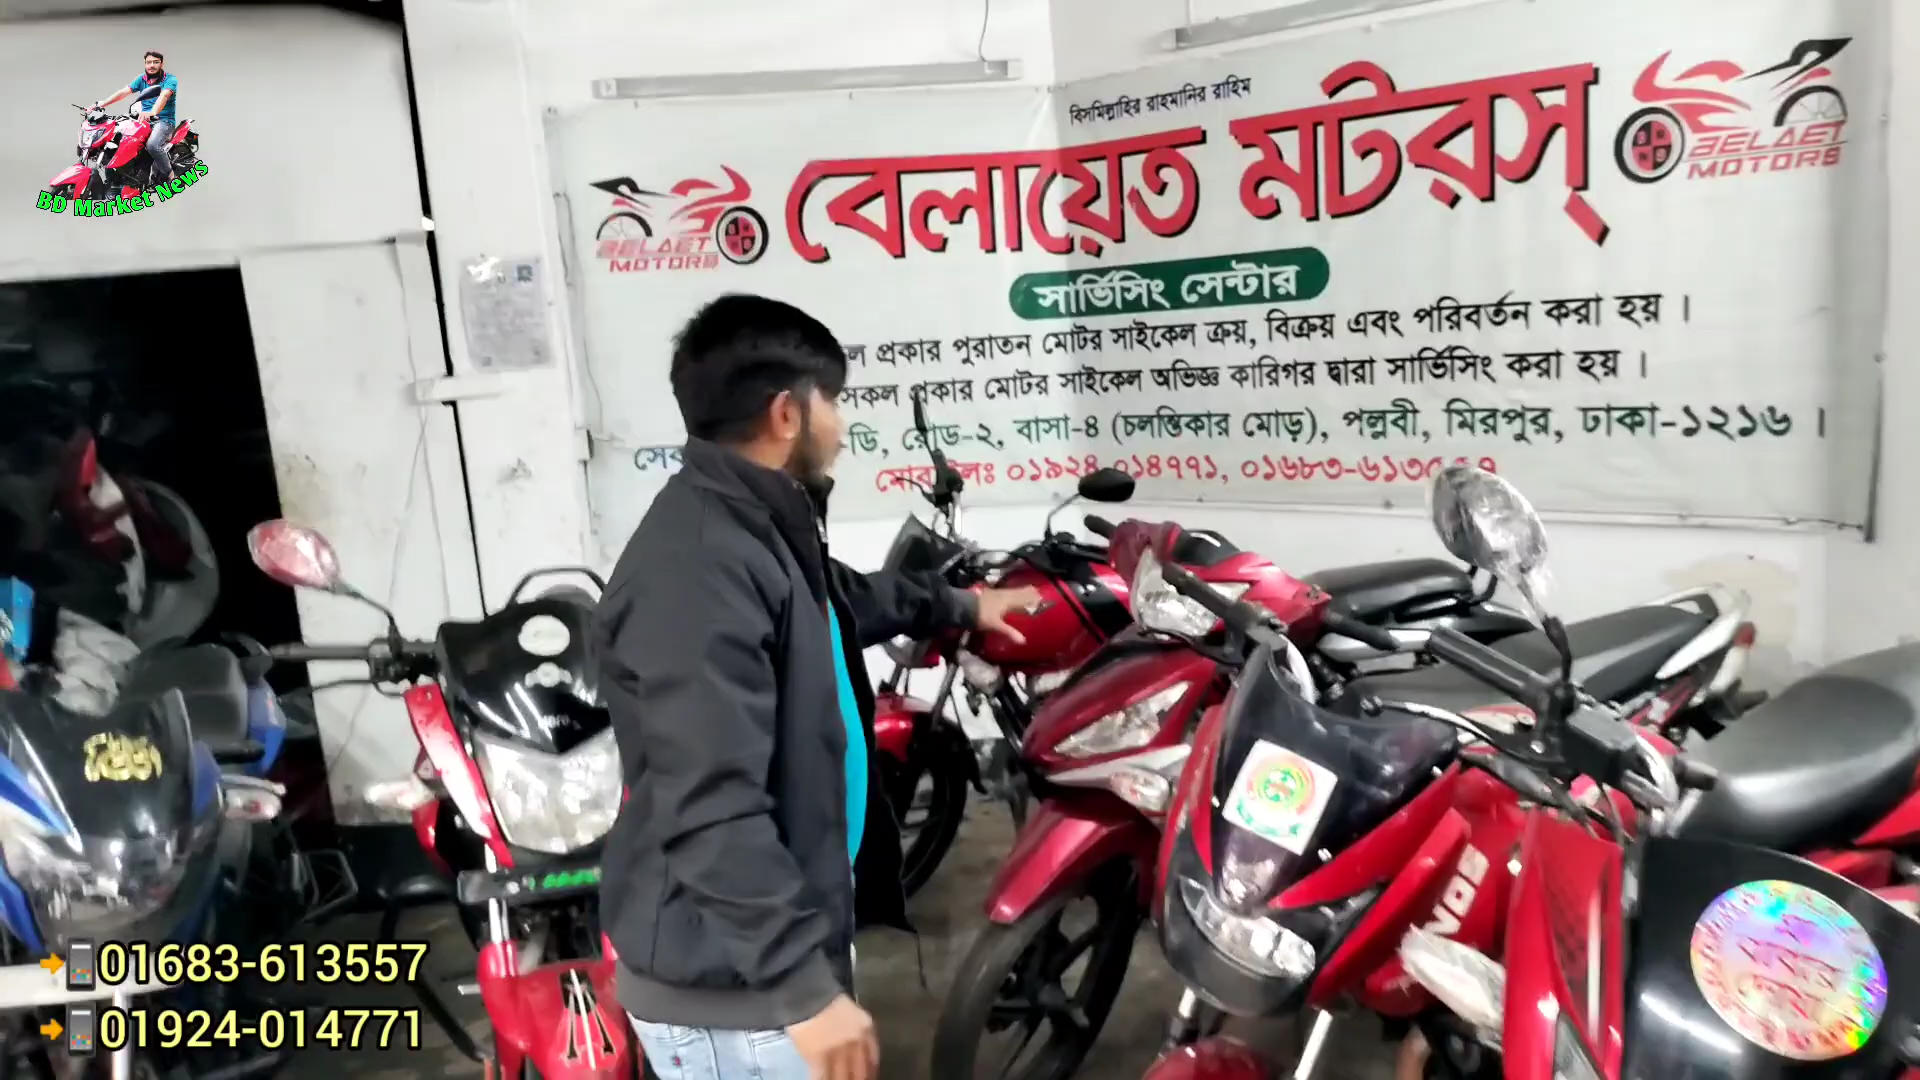 BD Market News
বিসমিল্লাহির রাহমানির রাহিম
বেলায়েত মটরস্
BELAET MOTORS
BELAET MOTORS
সার্ভিসিং সেন্টার
প্রকার পুরাতন মোটর সাইকেল ক্রয়, বিক্রয় এবং পরিবর্তন করা হয় ।
সকল প্রকার মোটর সাইকেল অভিজ্ঞ কারিগর দ্বারা সার্ভিসিং করা হয় ।
-ডি, রোড-২, বাসা-৪ (চলন্তিকার মোড়), পল্লবী, মিরপুর, ঢাকা-১২১৬ ।
০১৯২৪-০১৪৭৭১,
01683-613557
01924-014771